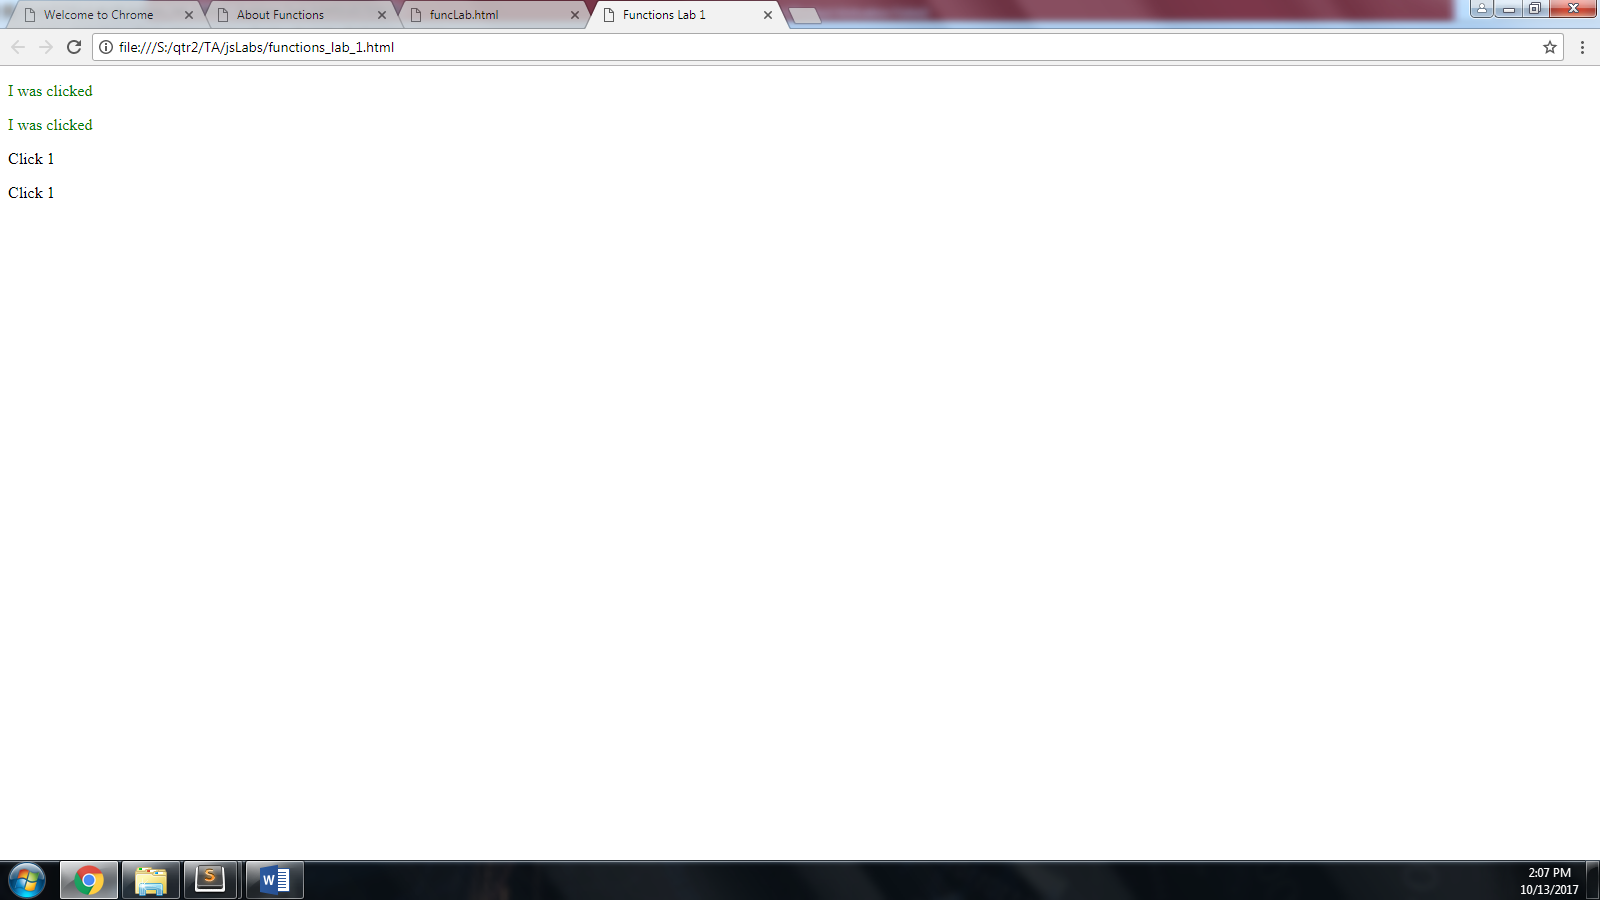 Welcome to Chrome
About Functions
funcLab.html
Functions Lab 1
file:///S:/qtr2/TA/jsLabs/functions_lab_1.html
I was clicked
I was clicked
Click 1
Click 1
S
W
2:07 PM
10/13/2017